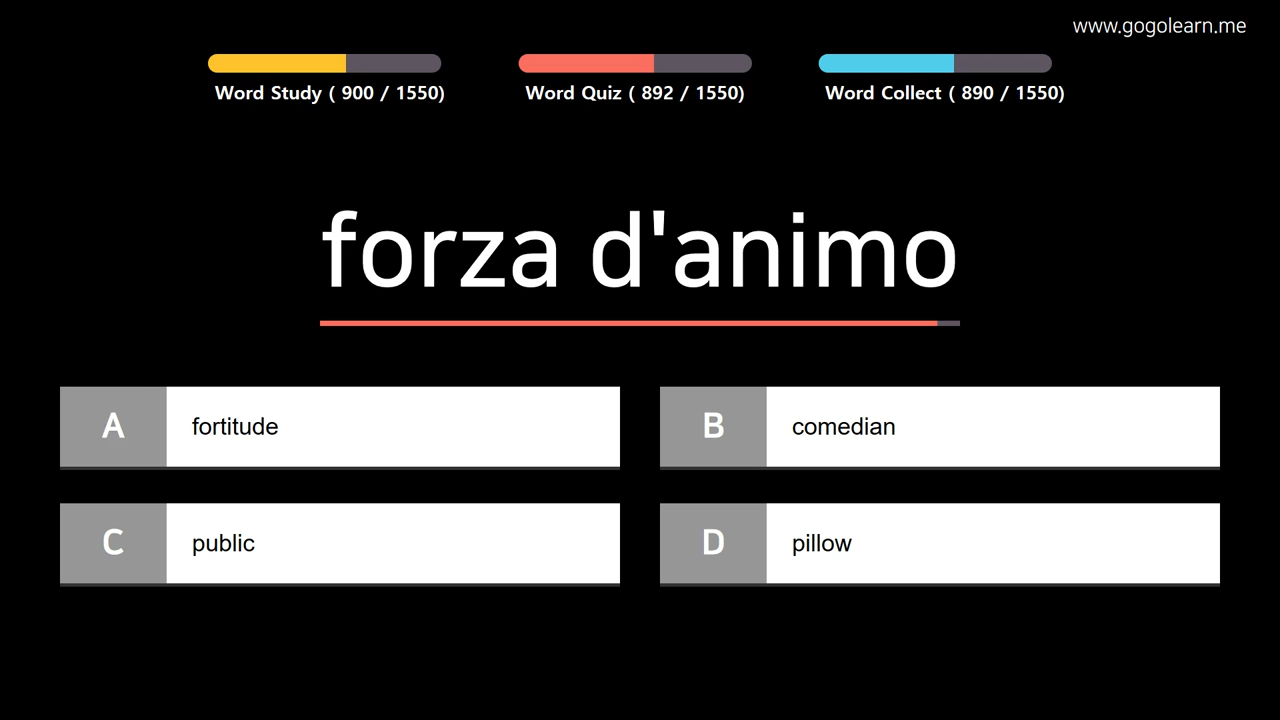 www.gogolearn.me
Word Study ( 900 / 1550)
Word Quiz ( 892 / 1550)
Word Collect ( 890 / 1550)
forza d'animo
A
fortitude
B
comedian
C
public
D
pillow